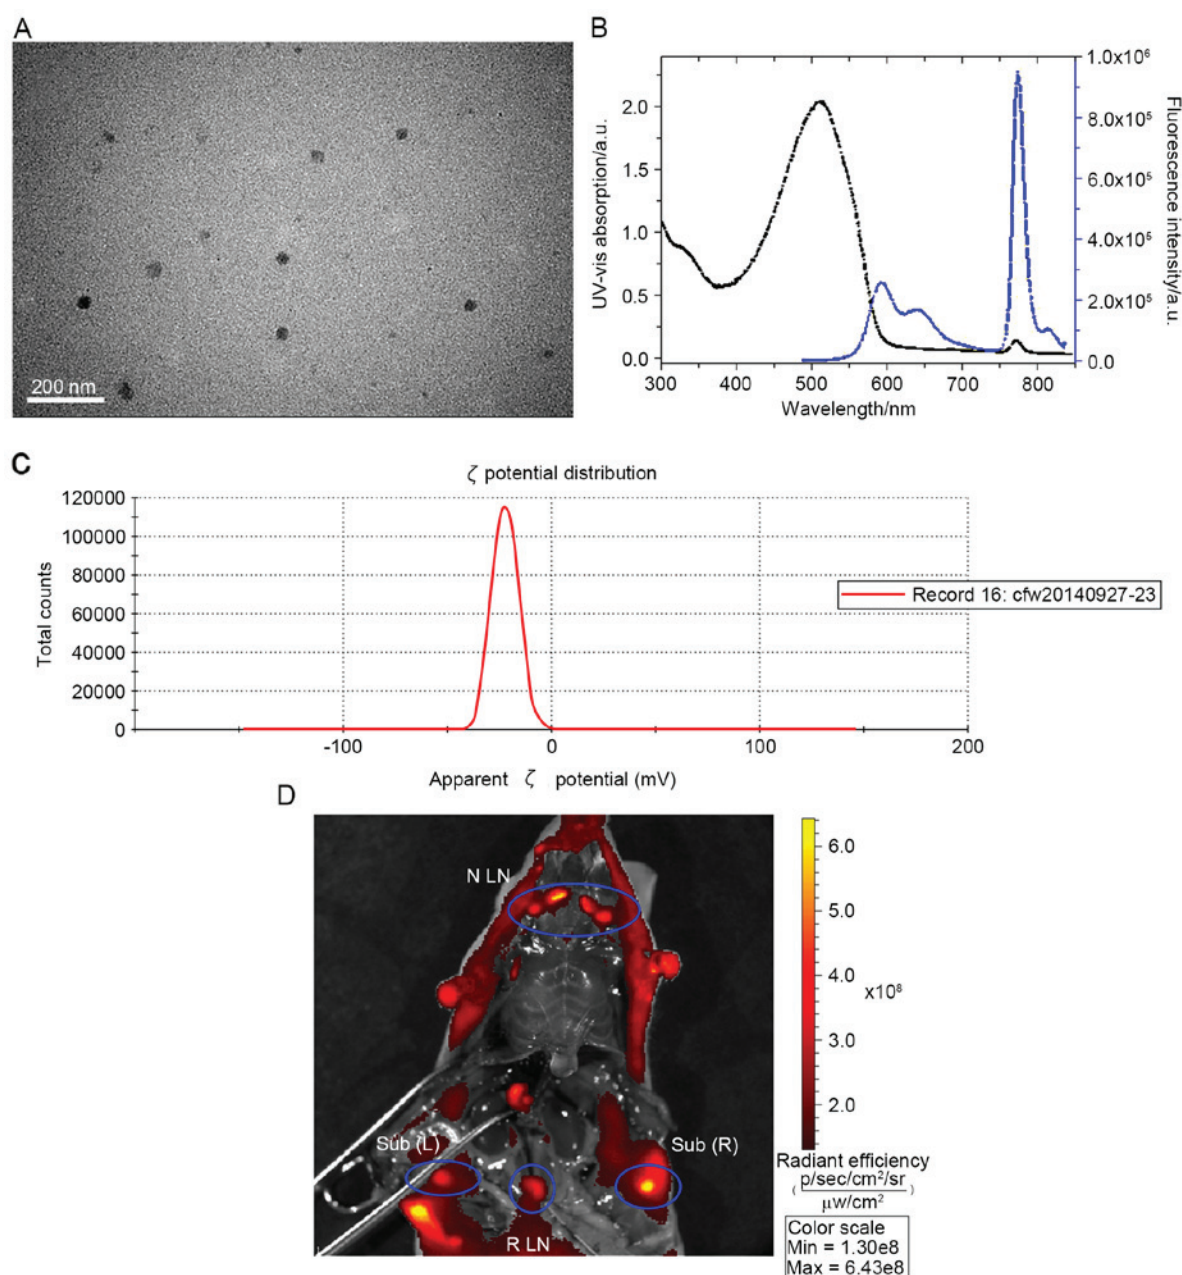 A
200 nm
B
UV-vis absorption/a.u.
2.0
1.5
1.0
0.5
0.0
300 400 500 600 700 800
Wavelength/nm
1.0x10⁶
8.0x10⁵
6.0x10⁵
4.0x10⁵
2.0x10⁵
0.0
Fluorescence intensity/a.u.
C
ζ potential distribution
Total counts
120000
100000
80000
60000
40000
20000
0
-100 0 100 200
Apparent ζ potential (mV)
Record 16: cfw20140927-23
D
N LN
Sub (L)
Sub (R)
R LN
6.0
5.0
4.0
3.0
2.0
x10⁸
Radiant efficiency
(p/sec/cm²/sr
μw/cm²)
Color scale
Min = 1.30e8
Max = 6.43e8